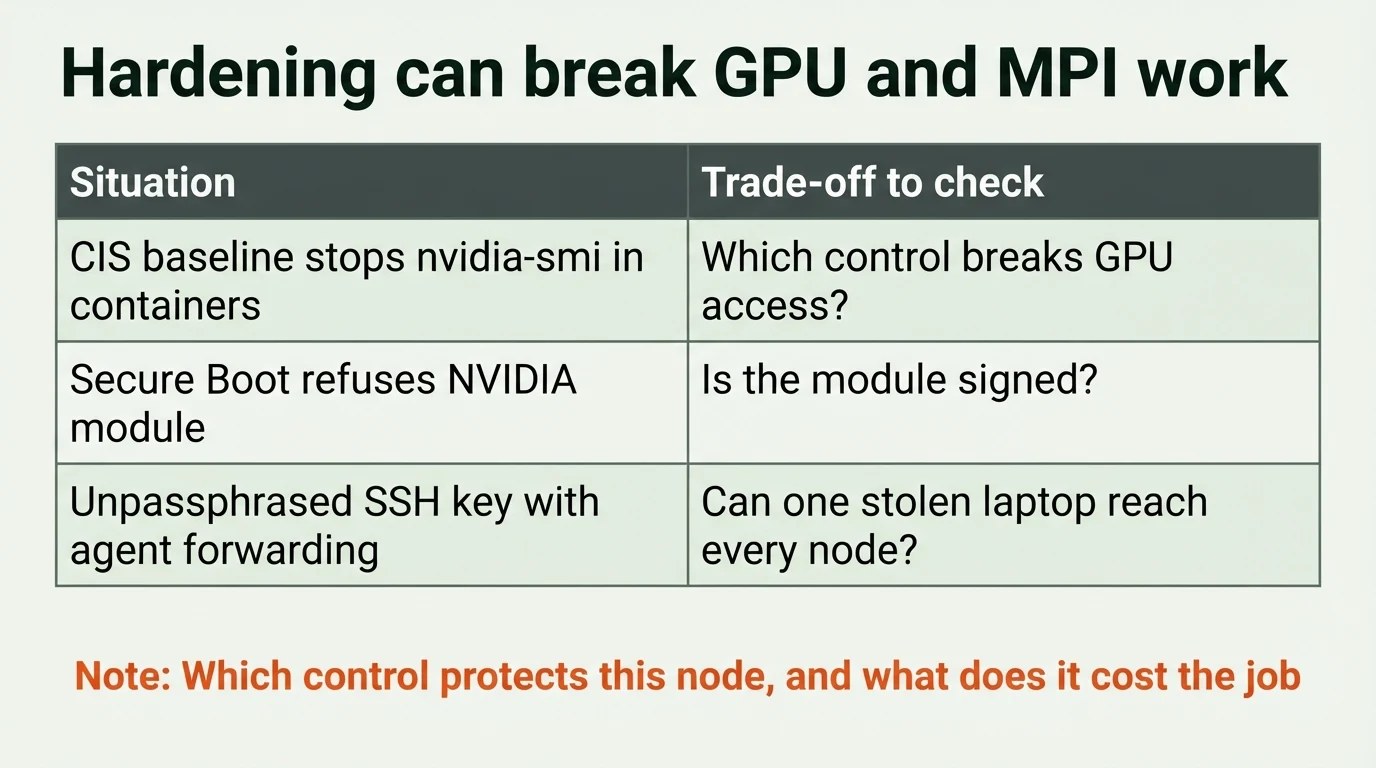 Hardening can break GPU and MPI work
Situation
Trade-off to check
CIS baseline stops nvidia-smi in
containers
Which control breaks GPU
access?
Secure Boot refuses NVIDIA
module
Is the module signed?
Unpassphrased SSH key with
agent forwarding
Can one stolen laptop reach
every node?
Note: Which control protects this node, and what does it cost the job